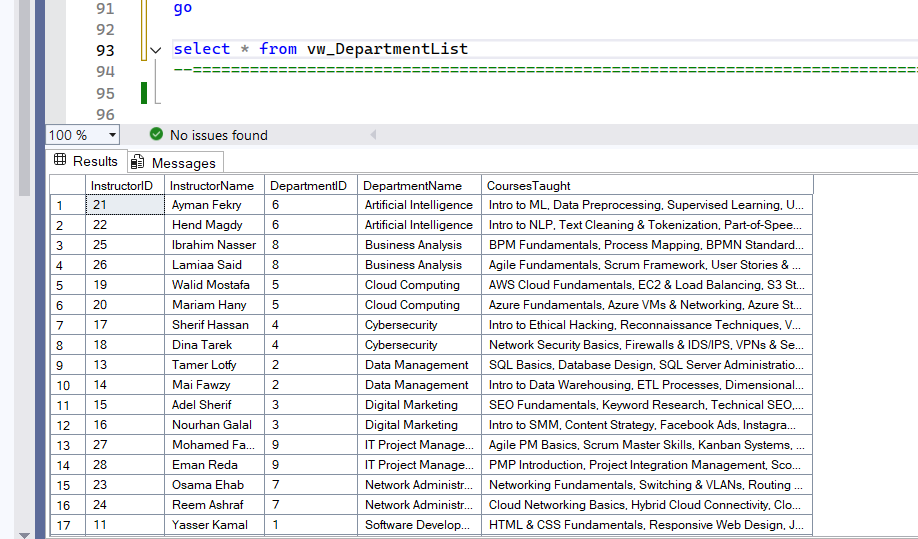 91 go
92
93 select * from vw_DepartmentList
94 --==========================================================================
95
96
100 % No issues found
Results Messages
InstructorID InstructorName DepartmentID DepartmentName CoursesTaught
1 21 Ayman Fekry 6 Artificial Intelligence Intro to ML, Data Preprocessing, Supervised Learning, U...
2 22 Hend Magdy 6 Artificial Intelligence Intro to NLP, Text Cleaning & Tokenization, Part-of-Spee...
3 25 Ibrahim Nasser 8 Business Analysis BPM Fundamentals, Process Mapping, BPMN Standard...
4 26 Lamiaa Said 8 Business Analysis Agile Fundamentals, Scrum Framework, User Stories & ...
5 19 Walid Mostafa 5 Cloud Computing AWS Cloud Fundamentals, EC2 & Load Balancing, S3 St...
6 20 Mariam Hany 5 Cloud Computing Azure Fundamentals, Azure VMs & Networking, Azure St...
7 17 Sherif Hassan 4 Cybersecurity Intro to Ethical Hacking, Reconnaissance Techniques, V...
8 18 Dina Tarek 4 Cybersecurity Network Security Basics, Firewalls & IDS/IPS, VPNs & Se...
9 13 Tamer Lotfy 2 Data Management SQL Basics, Database Design, SQL Server Administratio...
10 14 Mai Fawzy 2 Data Management Intro to Data Warehousing, ETL Processes, Dimensional...
11 15 Adel Sherif 3 Digital Marketing SEO Fundamentals, Keyword Research, Technical SEO,...
12 16 Nourhan Galal 3 Digital Marketing Intro to SMM, Content Strategy, Facebook Ads, Instagra...
13 27 Mohamed Fa... 9 IT Project Manage... Agile PM Basics, Scrum Master Skills, Kanban Systems, ...
14 28 Eman Reda 9 IT Project Manage... PMP Introduction, Project Integration Management, Sco...
15 23 Osama Ehab 7 Network Administr... Networking Fundamentals, Switching & VLANs, Routing ...
16 24 Reem Ashraf 7 Network Administr... Cloud Networking Basics, Hybrid Cloud Connectivity, Clo...
17 11 Yasser Kamal 1 Software Develop... HTML & CSS Fundamentals, Responsive Web Design, J...